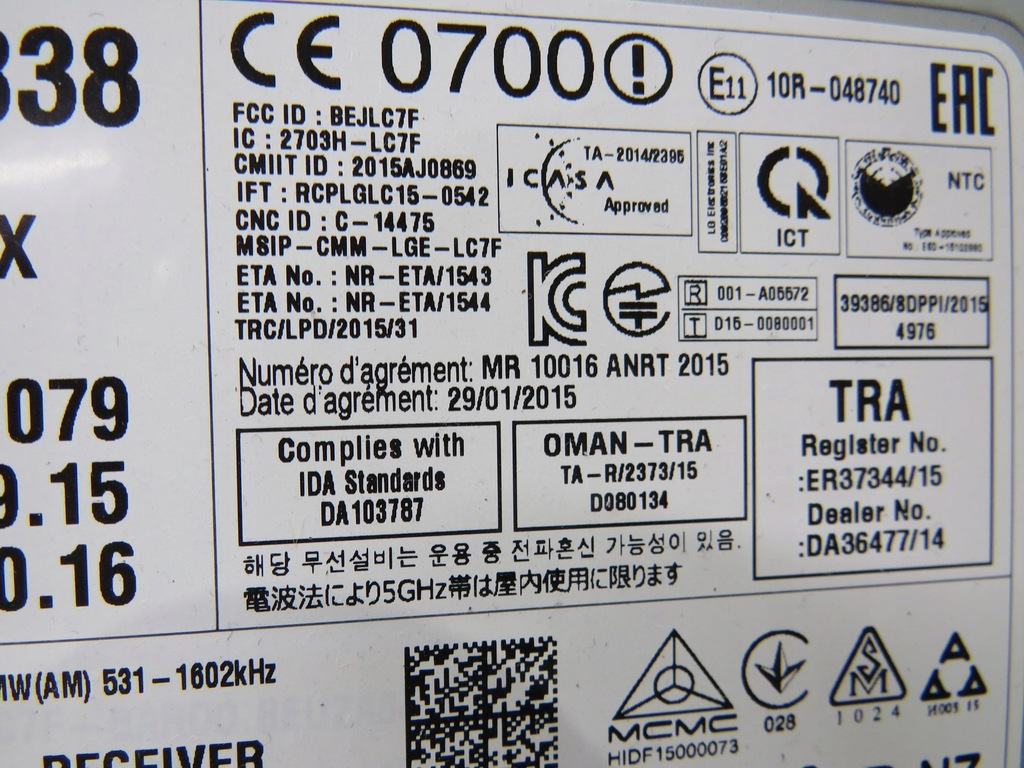 338
X
079
9.15
0.16
CE 0700
E11 10R-048740
EAC
FCC ID : BEJLC7F
IC : 2703H-LC7F
CMIIT ID : 2015AJ0869
IFT : RCPLGLC15-0542
CNC ID : C-14475
MSIP-CMM-LGE-LC7F
ETA No. : NR-ETA/1543
ETA No. : NR-ETA/1544
TRC/LPD/2015/31
TA-2014/2395
ICASA
Approved
LG Electronics INC
ICT
NTC
Type Approved
R 001-A05572
T D15-0080001
39386/8DPPI/2015
4976
Numéro d'agrément: MR 10016 ANRT 2015
Date d'agrément: 29/01/2015
Complies with
IDA Standards
DA103787
OMAN-TRA
TA-R/2373/15
D080134
TRA
Register No.
:ER37344/15
Dealer No.
:DA36477/14
해당 무선설비는 운용 중 전파혼신 가능성이 있음.
電波法により5GHz帯は屋内使用に限ります
MW(AM) 531-1602kHz
RECEIVER
MCMC
HIDF15000073
028
SM
1024
NZ